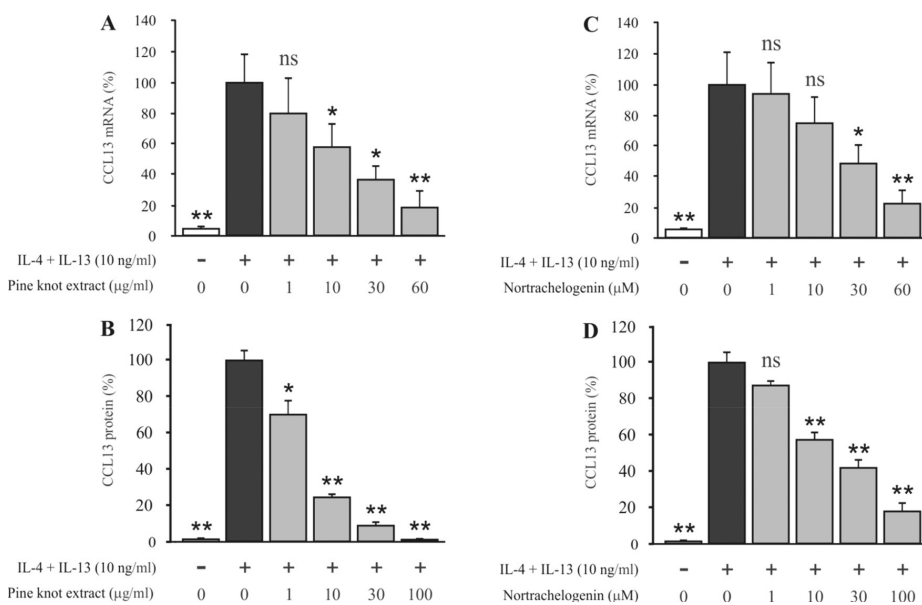 A
CCL13 mRNA (%)
140
120
100
80
60
40
20
0
** ns * * **
IL-4 + IL-13 (10 ng/ml) - + + + + +
Pine knot extract (μg/ml) 0 0 1 10 30 60
C
CCL13 mRNA (%)
140
120
100
80
60
40
20
0
** ns ns * **
IL-4 + IL-13 (10 ng/ml) - + + + + +
Nortrachelogenin (μM) 0 0 1 10 30 60
B
CCL13 protein (%)
120
100
80
60
40
20
0
** * ** ** **
IL-4 + IL-13 (10 ng/ml) - + + + + +
Pine knot extract (μg/ml) 0 0 1 10 30 100
D
CCL13 protein (%)
120
100
80
60
40
20
0
** ns ** ** **
IL-4 + IL-13 (10 ng/ml) - + + + + +
Nortrachelogenin (μM) 0 0 1 10 30 100